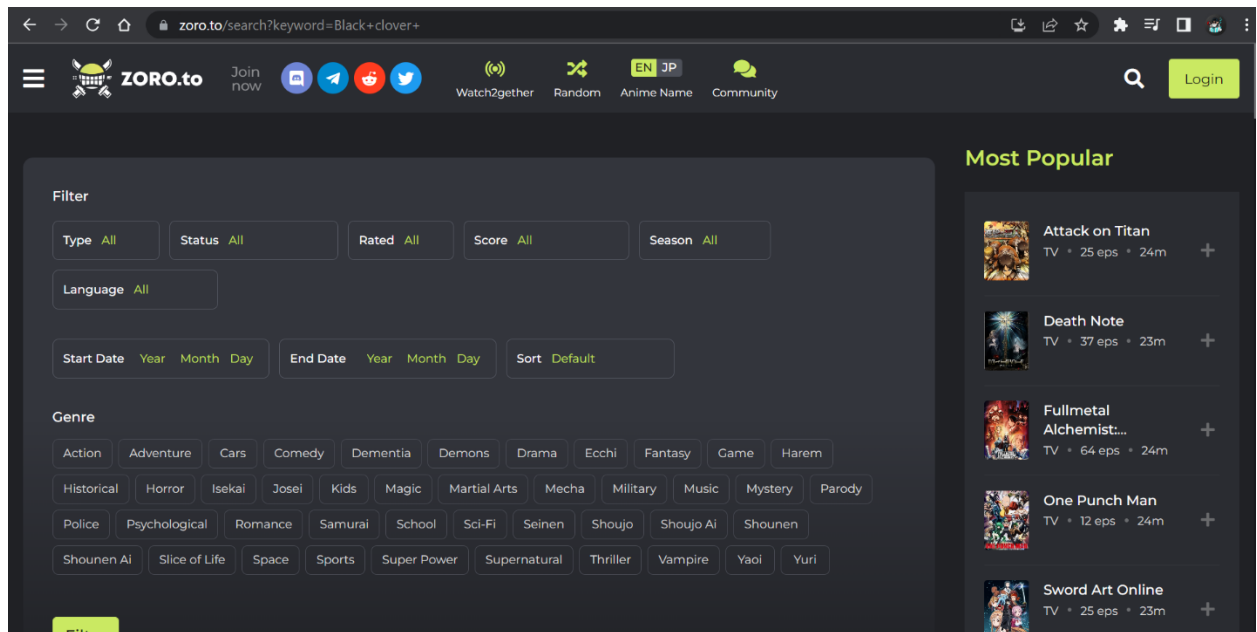 zoro.to/search?keyword=Black+clover+
ZORO.to
Join now
Watch2gether
Random
EN JP
Anime Name
Community
Login
Filter
Type All
Status All
Rated All
Score All
Season All
Language All
Start Date Year Month Day
End Date Year Month Day
Sort Default
Genre
Action Adventure Cars Comedy Dementia Demons Drama Ecchi Fantasy Game Harem
Historical Horror Isekai Josei Kids Magic Martial Arts Mecha Military Music Mystery Parody
Police Psychological Romance Samurai School Sci-Fi Seinen Shoujo Shoujo Ai Shounen
Shounen Ai Slice of Life Space Sports Super Power Supernatural Thriller Vampire Yaoi Yuri
Most Popular
Attack on Titan
TV • 25 eps • 24m
Death Note
TV • 37 eps • 23m
Fullmetal
Alchemist:...
TV • 64 eps • 24m
One Punch Man
TV • 12 eps • 24m
Sword Art Online
TV • 25 eps • 23m